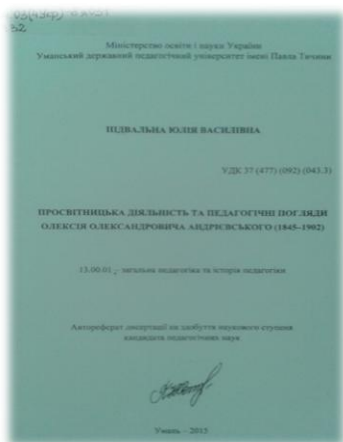 Міністерство освіти і науки України
Уманський державний педагогічний університет імені Павла Тичини
ПІДВАЛЬНА ЮЛІЯ ВАСИЛІВНА
УДК 37 (477) (092) (043.3)
ПРОСВІТНИЦЬКА ДІЯЛЬНІСТЬ ТА ПЕДАГОГІЧНІ ПОГЛЯДИ
ОЛЕКСІЯ ОЛЕКСАНДРОВИЧА АНДРІЄВСЬКОГО (1845–1902)
13.00.01 - загальна педагогіка та історія педагогіки
Автореферат дисертації на здобуття наукового ступеня
кандидата педагогічних наук
Умань – 2015